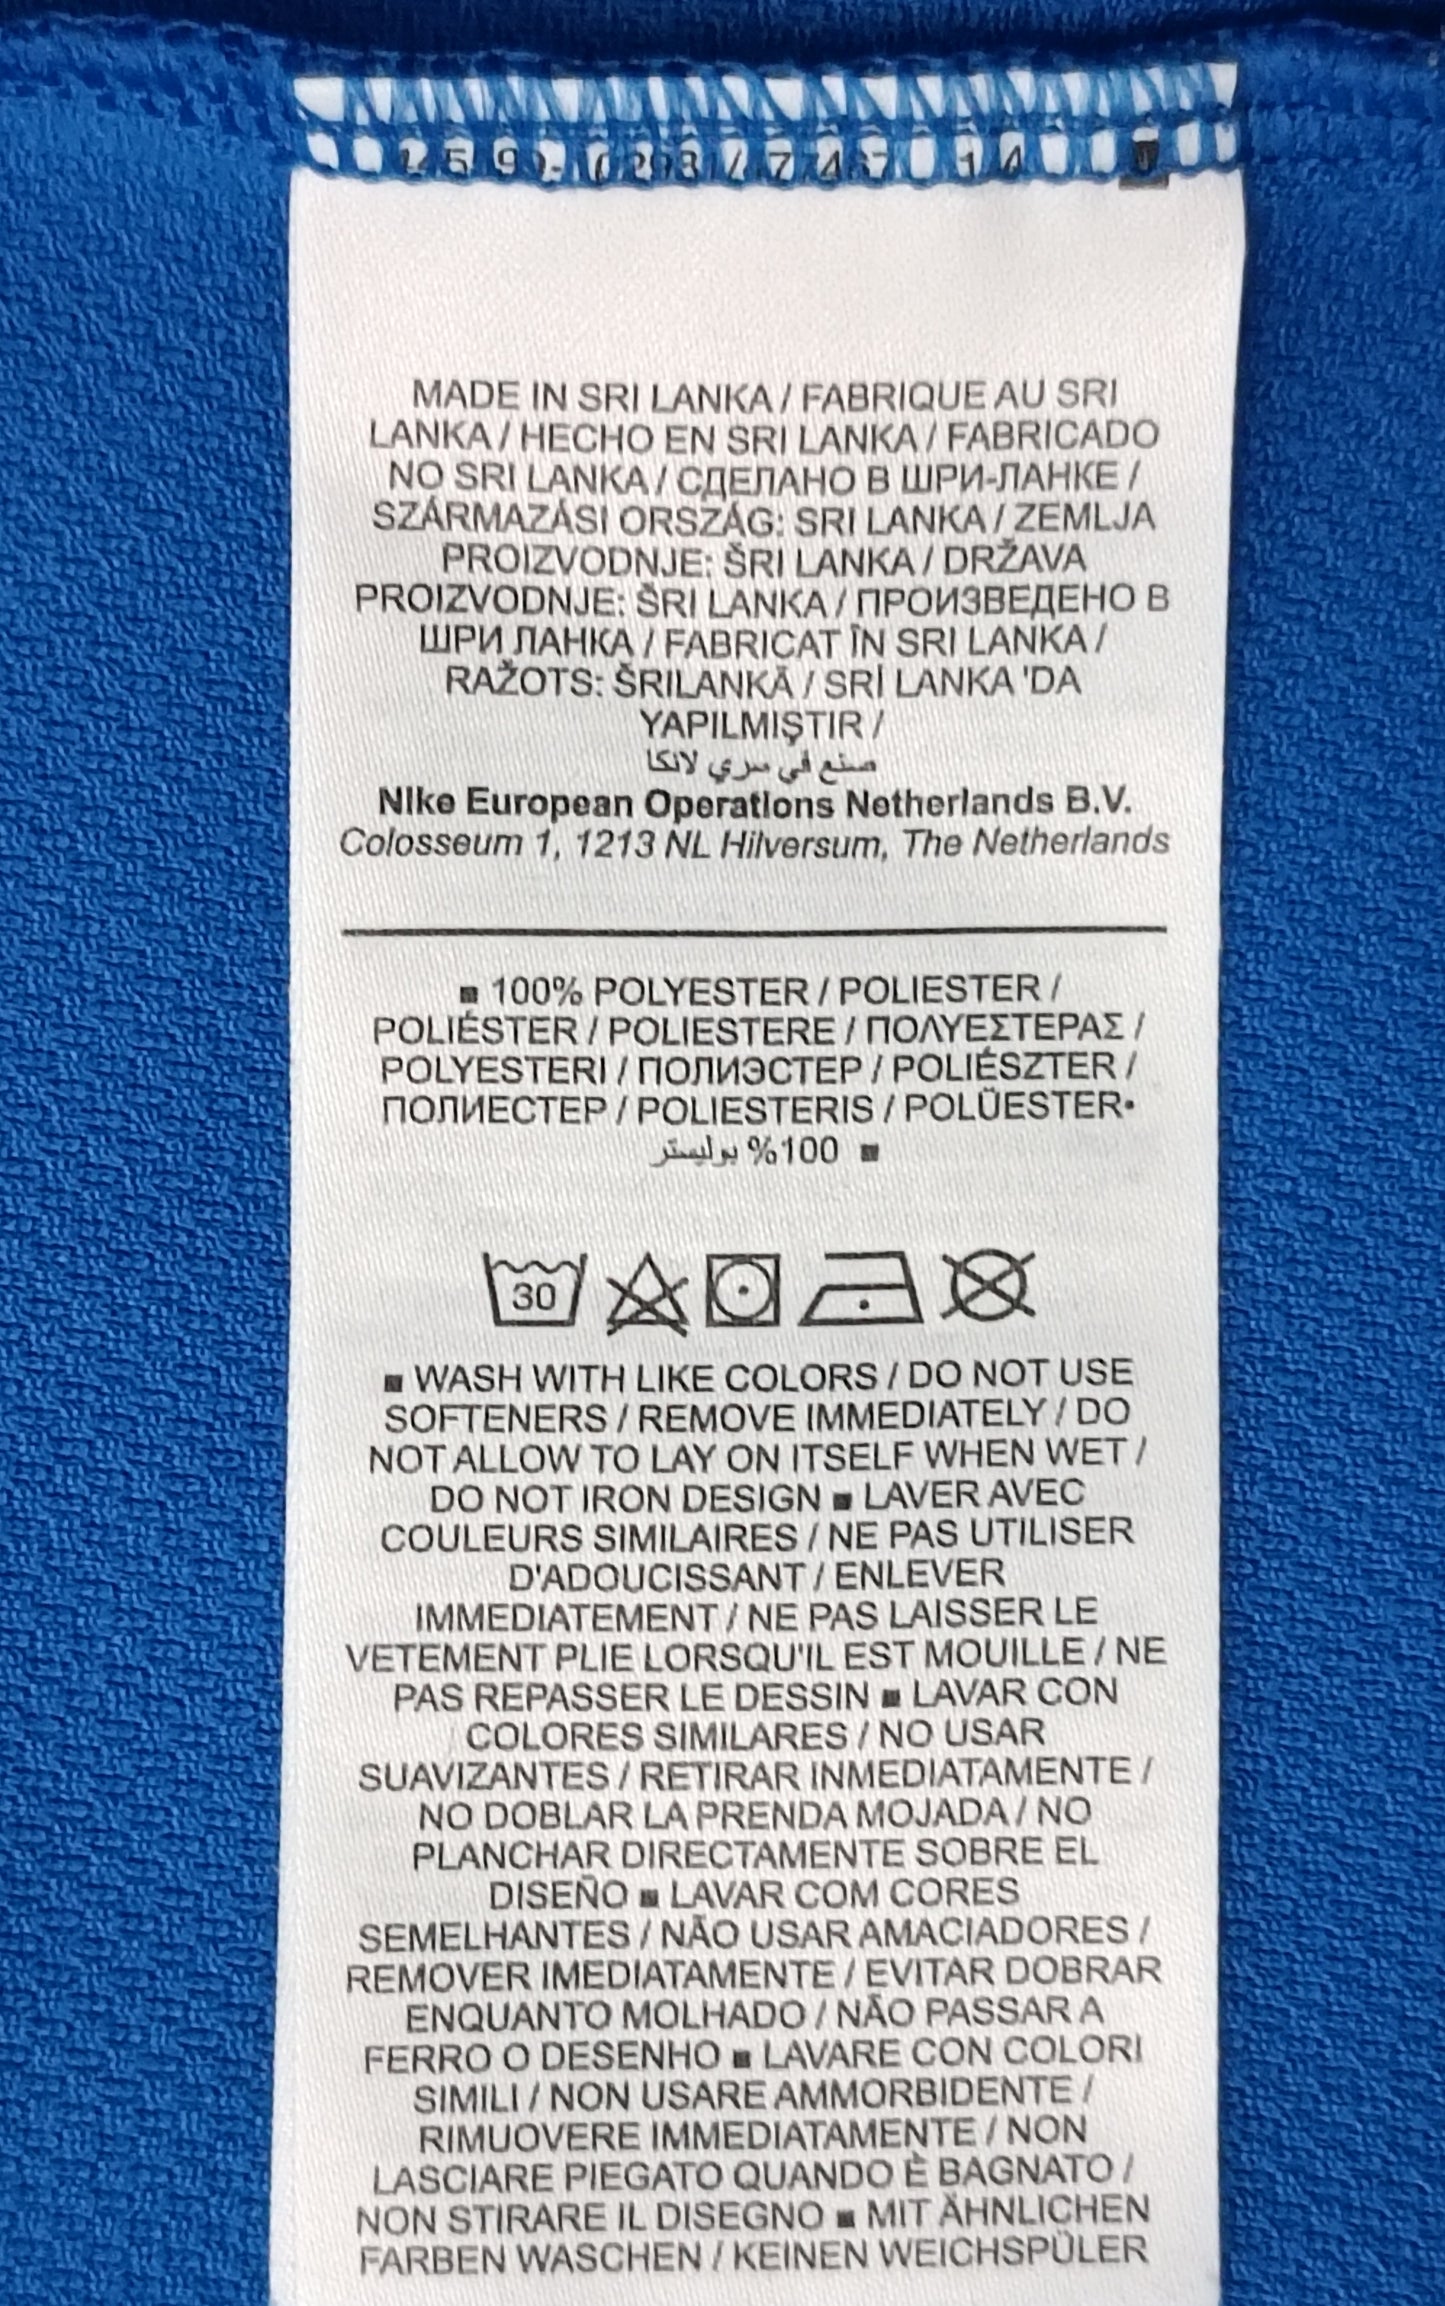 MADE IN SRI LANKA / FABRIQUE AU SRI
LANKA / HECHO EN SRI LANKA / FABRICADO
NO SRI LANKA / СДЕЛАНО В ШРИ-ЛАНКЕ /
SZÁRMAZÁSI ORSZÁG: SRI LANKA / ZEMLJA
PROIZVODNJE: ŠRI LANKA / DRŽAVA
PROIZVODNJE: ŠRI LANKA / ПРОИЗВЕДЕНО В
ШРИ ЛАНКА / FABRICAT ÎN SRI LANKA /
RAŽOTS: ŠRILANKĀ / SRİ LANKA 'DA
YAPILMIŞTIR /
صنع في سري لانكا
Nike European Operations Netherlands B.V.
Colosseum 1, 1213 NL Hilversum, The Netherlands
■ 100% POLYESTER / POLIESTER /
POLIÉSTER / POLIESTERE / ΠΟΛΥΕΣΤΕΡΑΣ /
POLYESTERI / ПОЛИЭСТЕР / POLIÉSZTER /
ПОЛИЕСТЕР / POLIESTERIS / POLÜESTER•
■ 100% بوليستر
30
■ WASH WITH LIKE COLORS / DO NOT USE
SOFTENERS / REMOVE IMMEDIATELY / DO
NOT ALLOW TO LAY ON ITSELF WHEN WET /
DO NOT IRON DESIGN ■ LAVER AVEC
COULEURS SIMILAIRES / NE PAS UTILISER
D'ADOUCISSANT / ENLEVER
IMMEDIATEMENT / NE PAS LAISSER LE
VETEMENT PLIE LORSQU'IL EST MOUILLE / NE
PAS REPASSER LE DESSIN ■ LAVAR CON
COLORES SIMILARES / NO USAR
SUAVIZANTES / RETIRAR INMEDIATAMENTE /
NO DOBLAR LA PRENDA MOJADA / NO
PLANCHAR DIRECTAMENTE SOBRE EL
DISEÑO ■ LAVAR COM CORES
SEMELHANTES / NÃO USAR AMACIADORES /
REMOVER IMEDIATAMENTE / EVITAR DOBRAR
ENQUANTO MOLHADO / NÃO PASSAR A
FERRO O DESENHO ■ LAVARE CON COLORI
SIMILI / NON USARE AMMORBIDENTE /
RIMUOVERE IMMEDIATAMENTE / NON
LASCIARE PIEGATO QUANDO È BAGNATO /
NON STIRARE IL DISEGNO ■ MIT ÄHNLICHEN
FARBEN WASCHEN / KEINEN WEICHSPÜLER